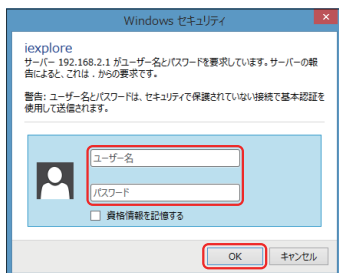 Windows セキュリティ
iexplore
サーバー 192.168.2.1 がユーザー名とパスワードを要求しています。サーバーの報
告によると、これは . からの要求です。
警告: ユーザー名とパスワードは、セキュリティで保護されていない接続で基本認証を
使用して送信されます。
ユーザー名
パスワード
資格情報を記憶する
OK
キャンセル